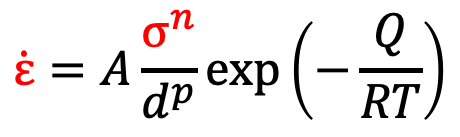 ε̇ = A σⁿ/dᵖ exp(−Q/RT)